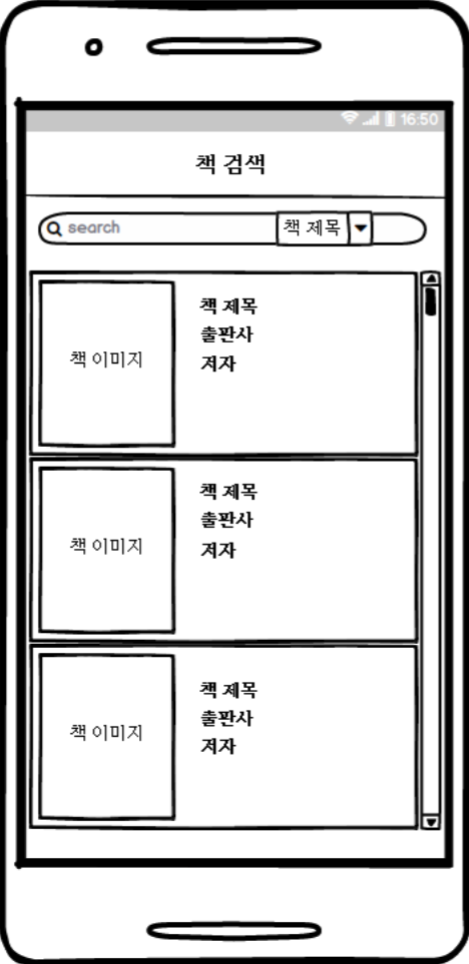 16:50
책 검색
search 책 제목
책 이미지
책 제목
출판사
저자
책 이미지
책 제목
출판사
저자
책 이미지
책 제목
출판사
저자